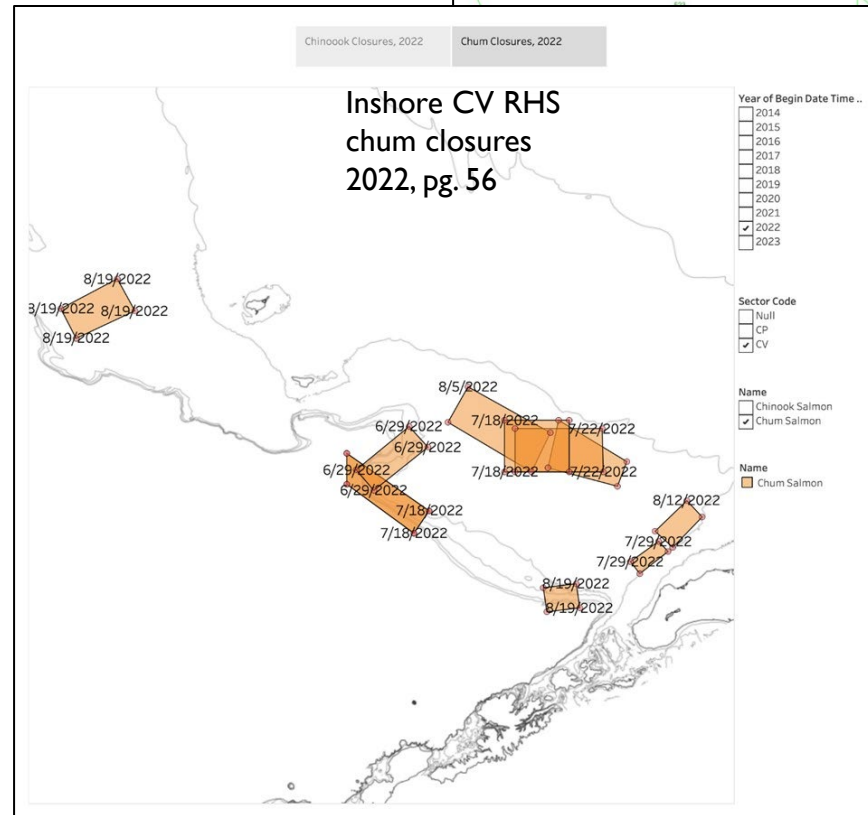 Chinoook Closures, 2022
Chum Closures, 2022
Inshore CV RHS
chum closures
2022, pg. 56
Year of Begin Date Time ..
2014
2015
2016
2017
2018
2019
2020
2021
2022
2023
Sector Code
Null
CP
CV
Name
Chinook Salmon
Chum Salmon
Name
Chum Salmon
8/19/2022
8/19/2022
8/19/2022
8/19/2022
8/5/2022
7/18/2022
7/22/2022
6/29/2022
6/29/2022
6/29/2022
7/18/2022
7/22/2022
6/29/2022
7/18/2022
8/12/2022
7/18/2022
7/29/2022
7/29/2022
8/19/2022
8/19/2022